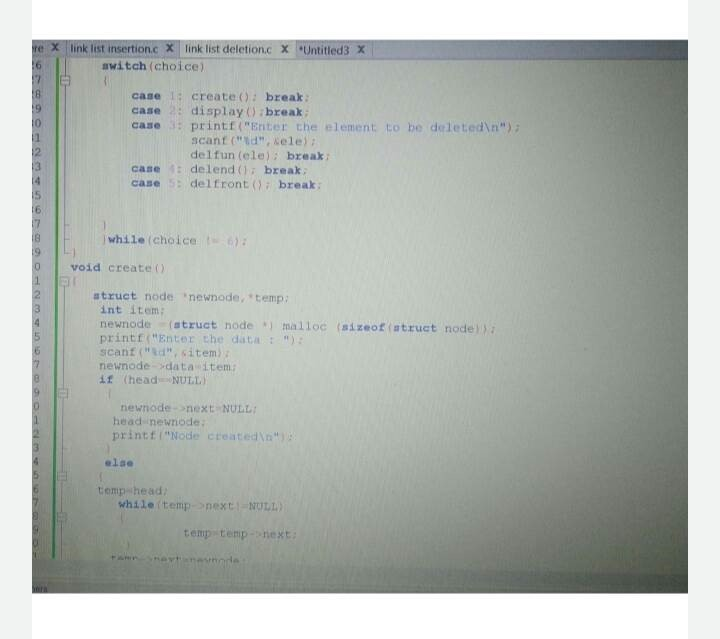 re X link list insertion.c X link list deletion.c X *Untitled3 X
switch(choice)
{
case 1: create(); break;
case 2: display();break;
case 3: printf("Enter the element to be deleted\n");
scanf("%d",&ele);
delfun(ele); break;
case 4: delend(); break;
case 5: delfront(); break;
}
}while(choice != 6);
}
void create()
{
struct node *newnode,*temp;
int item;
newnode =(struct node *) malloc (sizeof(struct node));
printf("Enter the data : ");
scanf("%d",&item);
newnode->data=item;
if (head==NULL)
{
newnode->next=NULL;
head=newnode;
printf("Node created\n");
}
else
{
temp=head;
while(temp->next!=NULL)
{
temp=temp->next;
}
temp->next=newnode;